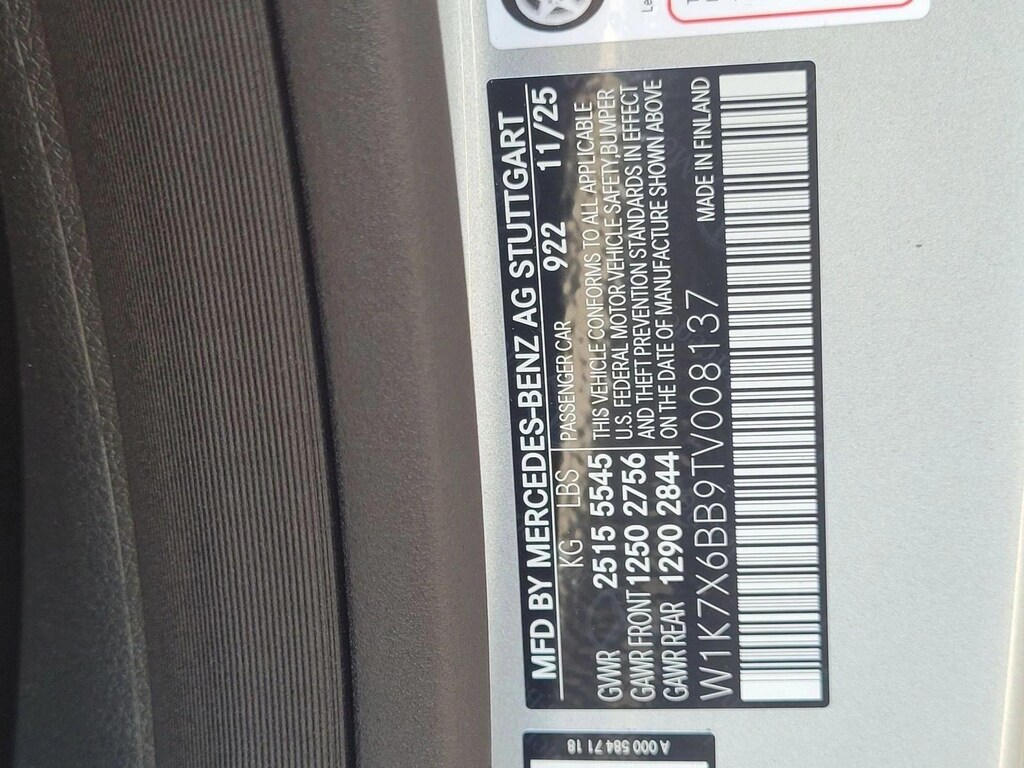 MFD BY MERCEDES-BENZ AG STUTTGART
KG LBS PASSENGER CAR 922 11/25
GVWR 2515 5545 THIS VEHICLE CONFORMS TO ALL APPLICABLE
U.S. FEDERAL MOTOR VEHICLE SAFETY,BUMPER
GAWR FRONT 1250 2756 AND THEFT PREVENTION STANDARDS IN EFFECT
GAWR REAR 1290 2844 ON THE DATE OF MANUFACTURE SHOWN ABOVE
W1K7X6BB9TV008137 MADE IN FINLAND
A 000 584 71 18